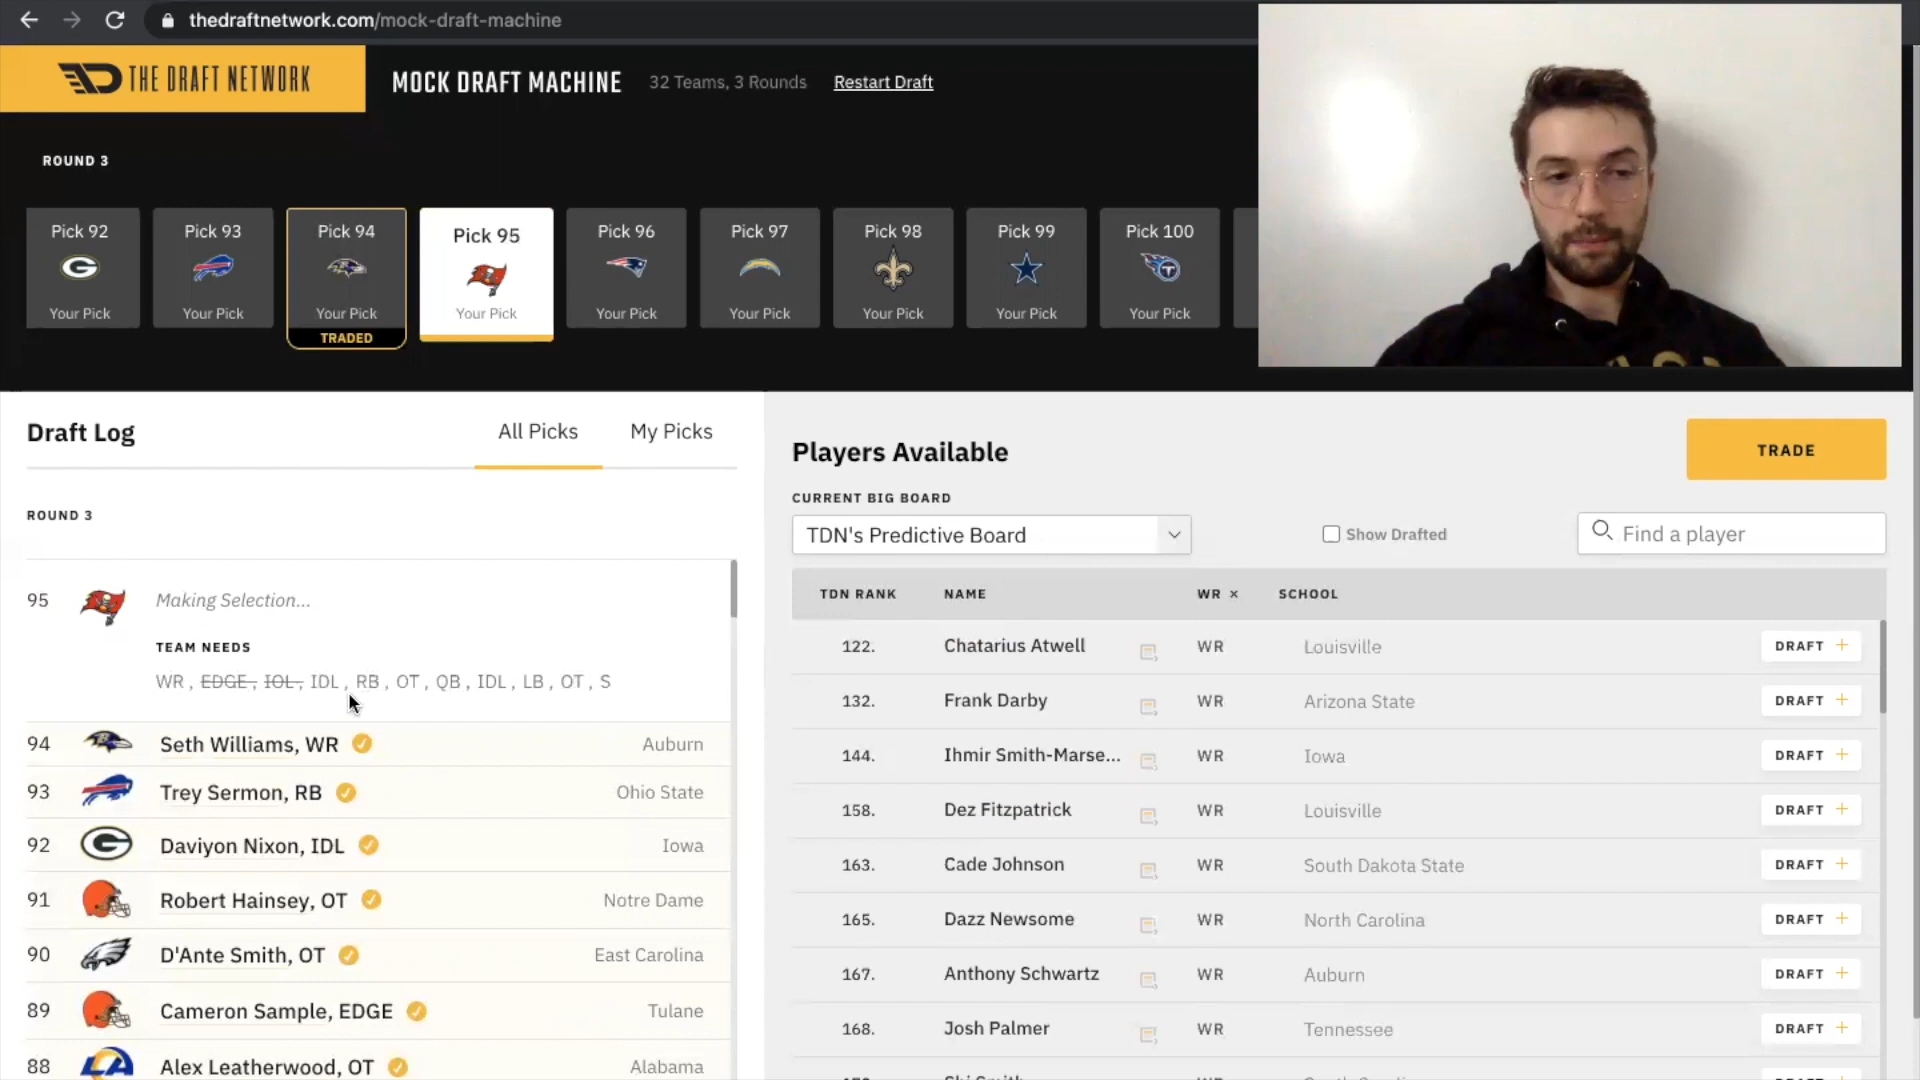 thedraftnetwork.com/mock-draft-machine
THE DRAFT NETWORK
MOCK DRAFT MACHINE 32 Teams, 3 Rounds Restart Draft
ROUND 3
Pick 92 Your Pick
Pick 93 Your Pick
Pick 94 Your Pick TRADED
Pick 95 Your Pick
Pick 96 Your Pick
Pick 97 Your Pick
Pick 98 Your Pick
Pick 99 Your Pick
Pick 100 Your Pick
Draft Log All Picks My Picks
ROUND 3
95 Making Selection...
TEAM NEEDS
WR , EDGE , IOL , IDL , RB , OT , QB , IDL , LB , OT , S
94 Seth Williams, WR Auburn
93 Trey Sermon, RB Ohio State
92 Daviyon Nixon, IDL Iowa
91 Robert Hainsey, OT Notre Dame
90 D'Ante Smith, OT East Carolina
89 Cameron Sample, EDGE Tulane
88 LA Alex Leatherwood, OT Alabama
Players Available TRADE
CURRENT BIG BOARD
TDN's Predictive Board Show Drafted Find a player
TDN RANK NAME WR × SCHOOL
122. Chatarius Atwell WR Louisville DRAFT +
132. Frank Darby WR Arizona State DRAFT +
144. Ihmir Smith-Marse... WR Iowa DRAFT +
158. Dez Fitzpatrick WR Louisville DRAFT +
163. Cade Johnson WR South Dakota State DRAFT +
165. Dazz Newsome WR North Carolina DRAFT +
167. Anthony Schwartz WR Auburn DRAFT +
168. Josh Palmer WR Tennessee DRAFT +